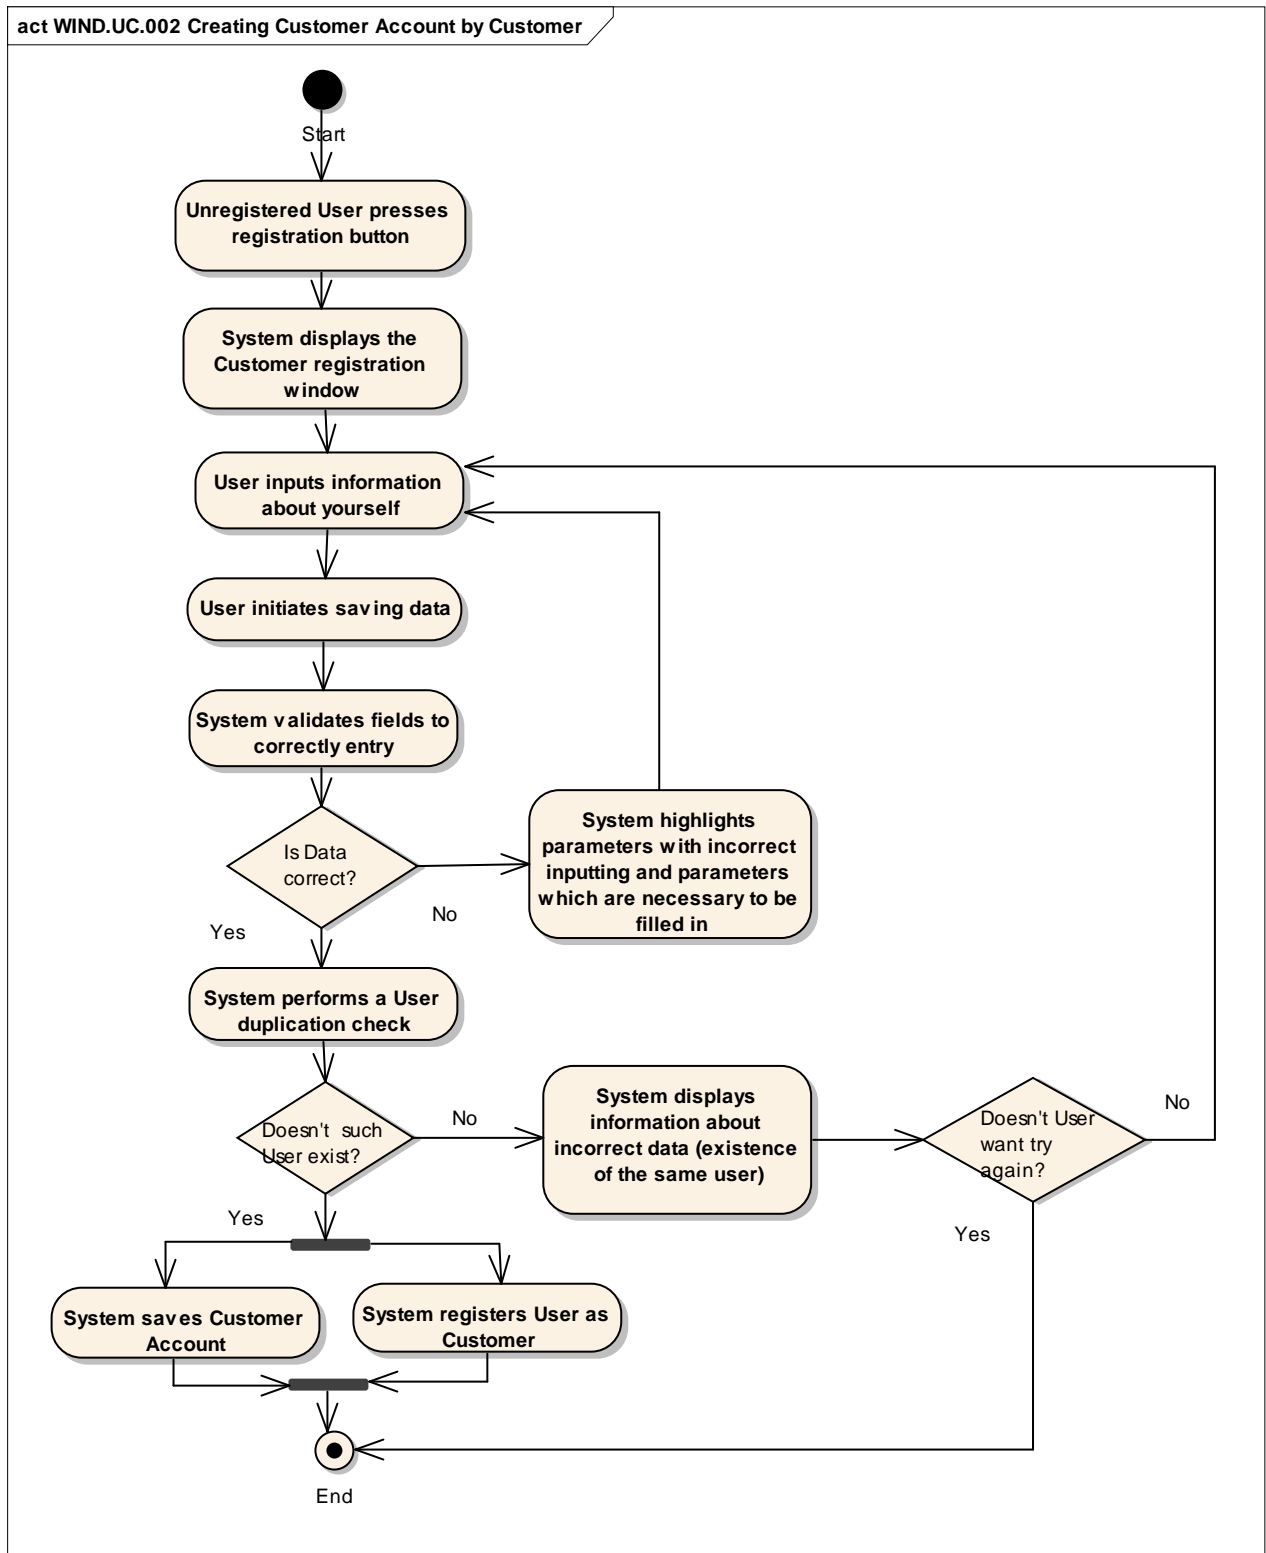 act WIND.UC.002 Creating Customer Account by Customer
Start
Unregistered User presses
registration button
System displays the
Customer registration
window
User inputs information
about yourself
User initiates saving data
System validates fields to
correctly entry
Is Data
correct?
No
Yes
System highlights
parameters with incorrect
inputting and parameters
which are necessary to be
filled in
System performs a User
duplication check
Doesn't such
User exist?
No
Yes
System displays
information about
incorrect data (existence
of the same user)
Doesn't User
want try
again?
No
Yes
System saves Customer
Account
System registers User as
Customer
End